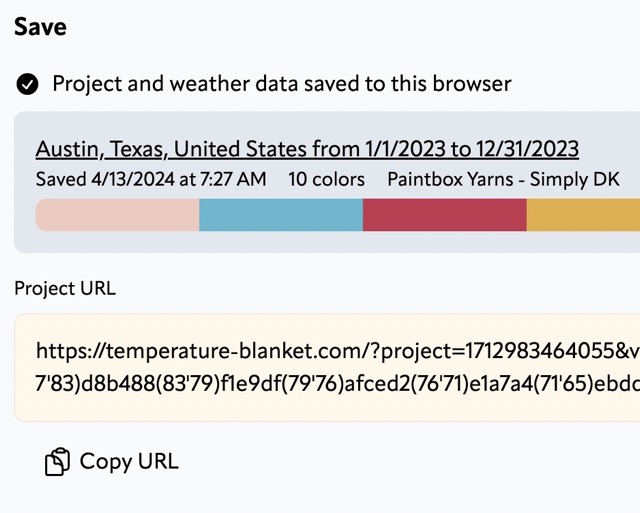 Save
Project and weather data saved to this browser
Austin, Texas, United States from 1/1/2023 to 12/31/2023
Saved 4/13/2024 at 7:27 AM 10 colors Paintbox Yarns - Simply DK
Project URL
https://temperature-blanket.com/?project=1712983464055&v
7'83)d8b488(83'79)f1e9df(79'76)afced2(76'71)e1a7a4(71'65)ebdc
Copy URL